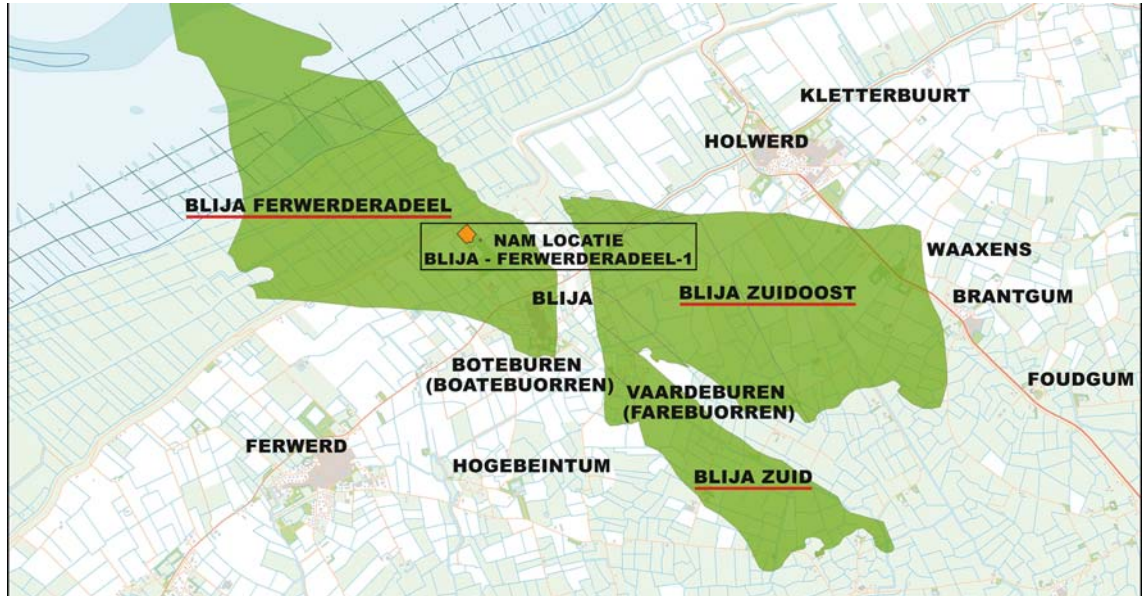 KLETTERBUURT
HOLWERD
BLIJA FERWERDERADEEL
NAM LOCATIE
BLIJA - FERWERDERADEEL-1
WAAXENS
BLIJA
BLIJA ZUIDOOST
BRANTGUM
BOTEBUREN
(BOATEBUORREN)
VAARDEBUREN
(FAREBUORREN)
FOUDGUM
FERWERD
HOGEBEINTUM
BLIJA ZUID